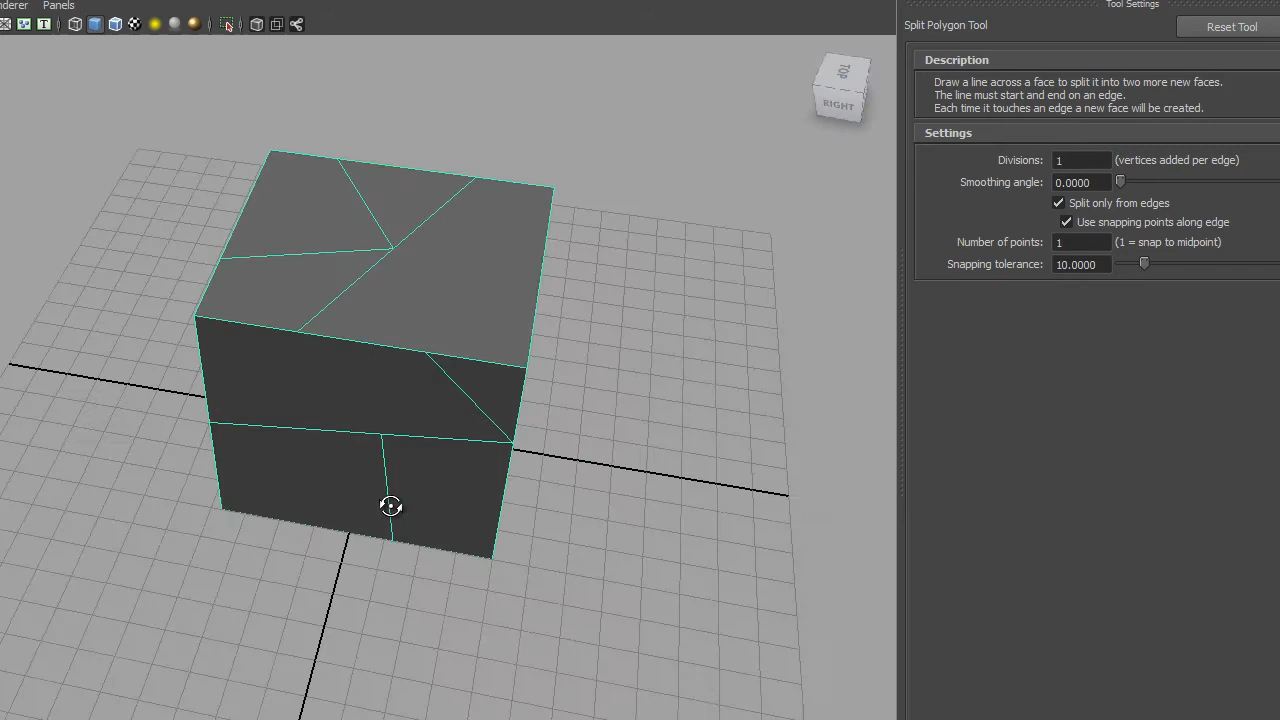 nderer Panels
Tool Settings
Split Polygon Tool
Reset Tool
Description
Draw a line across a face to split it into two more new faces.
The line must start and end on an edge.
Each time it touches an edge a new face will be created.
Settings
Divisions: 1 (vertices added per edge)
Smoothing angle: 0.0000
Split only from edges
Use snapping points along edge
Number of points: 1 (1 = snap to midpoint)
Snapping tolerance: 10.0000
T
TOP
RIGHT